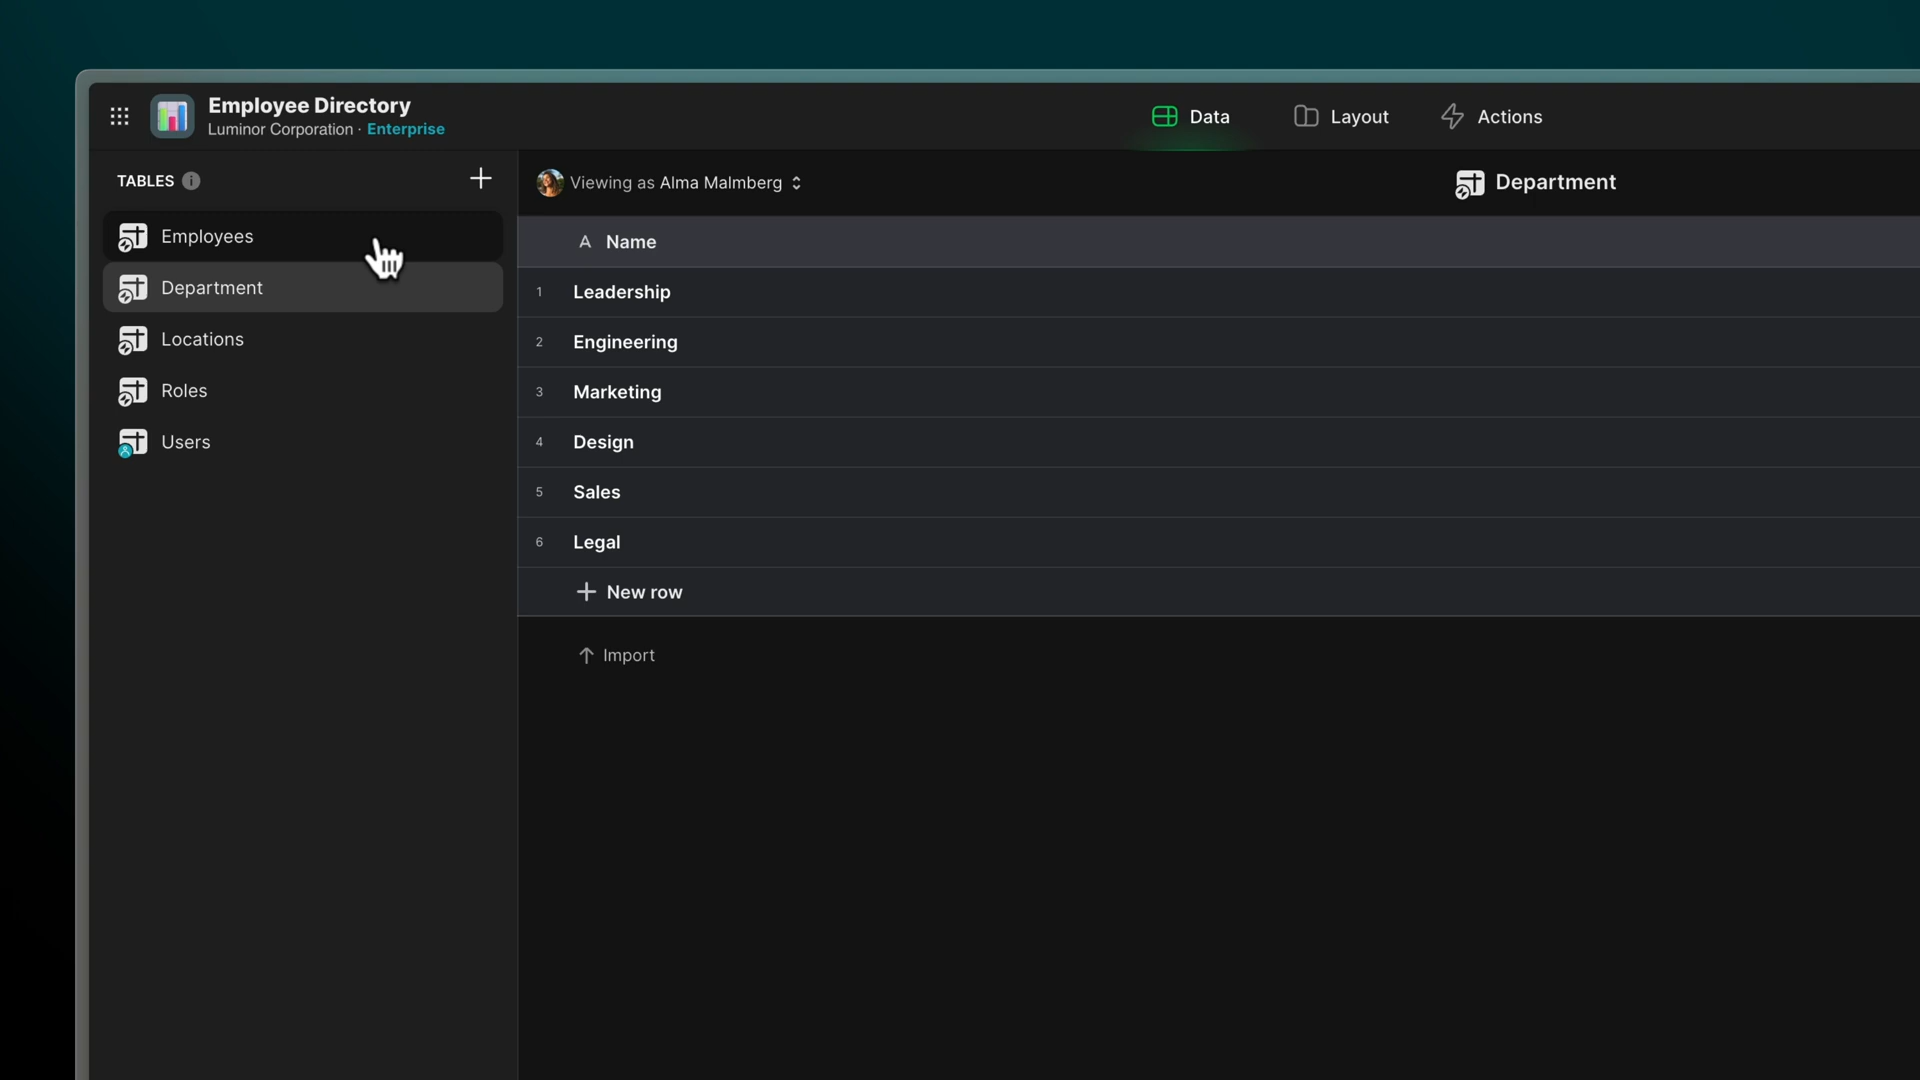 Employee Directory
Luminor Corporation · Enterprise
Data
Layout
Actions
TABLES
Employees
Department
Locations
Roles
Users
Viewing as Alma Malmberg
Department
A Name
1 Leadership
2 Engineering
3 Marketing
4 Design
5 Sales
6 Legal
New row
Import